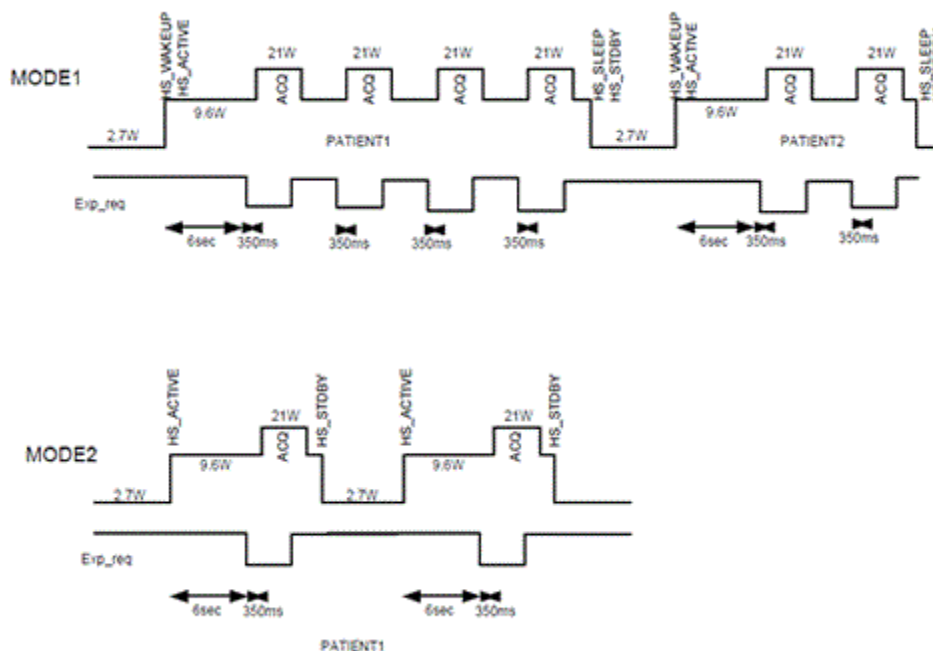 MODE1
HS_WAKEUP
HS_ACTIVE
21W 21W 21W 21W
HS_SLEEP
HS_STDBY
HS_WAKEUP
HS_ACTIVE
21W 21W
HS_SLEEP
ACQ ACQ ACQ ACQ ACQ ACQ
9.6W 9.6W
2.7W PATIENT1 2.7W PATIENT2
Exp_req
6sec 350ms 350ms 350ms 350ms 6sec 350ms 350ms
MODE2
HS_ACTIVE
21W
HS_STDBY
HS_ACTIVE
21W
HS_STDBY
ACQ ACQ
9.6W 9.6W
2.7W 2.7W
Exp_req
6sec 350ms 6sec 350ms
PATIENT1